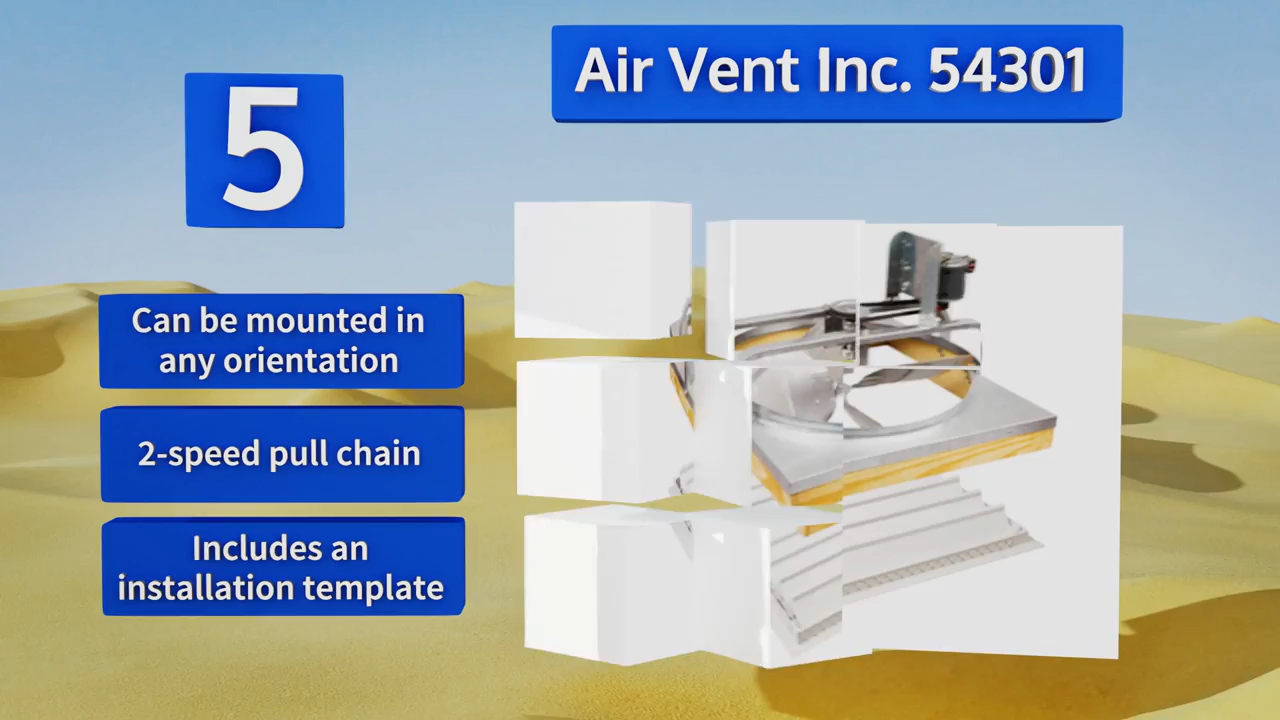 5
Air Vent Inc. 54301
Can be mounted in
any orientation
2-speed pull chain
Includes an
installation template